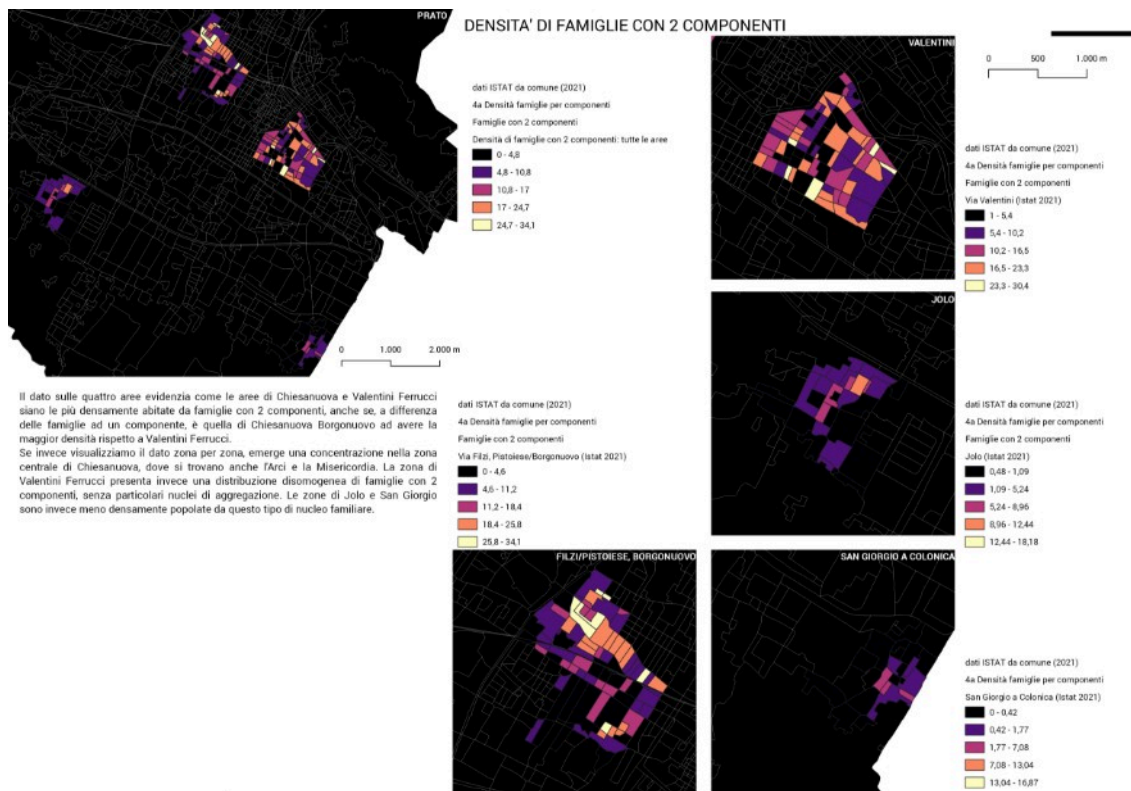 PRATO
DENSITA' DI FAMIGLIE CON 2 COMPONENTI
dati ISTAT da comune (2021)
4a Densità famiglie per componenti
Famiglie con 2 componenti
Densità di famiglie con 2 componenti: tutte le aree
0 - 4,8
4,8 - 10,8
10,8 - 17
17 - 24,7
24,7 - 34,1
0 1.000 2.000 m
VALENTINI
0 500 1.000 m
dati ISTAT da comune (2021)
4a Densità famiglie per componenti
Famiglie con 2 componenti
Via Valentini (Istat 2021)
1 - 5,4
5,4 - 10,2
10,2 - 16,5
16,5 - 23,3
23,3 - 30,4
Il dato sulle quattro aree evidenzia come le aree di Chiesanuova e Valentini Ferrucci
siano le più densamente abitate da famiglie con 2 componenti, anche se, a differenza
delle famiglie ad un componente, è quella di Chiesanuova Borgonuovo ad avere la
maggior densità rispetto a Valentini Ferrucci.
Se invece visualizziamo il dato zona per zona, emerge una concentrazione nella zona
centrale di Chiesanuova, dove si trovano anche l'Arci e la Misericordia. La zona di
Valentini Ferrucci presenta invece una distribuzione disomogenea di famiglie con 2
componenti, senza particolari nuclei di aggregazione. Le zone di Jolo e San Giorgio
sono invece meno densamente popolate da questo tipo di nucleo familiare.
dati ISTAT da comune (2021)
4a Densità famiglie per componenti
Famiglie con 2 componenti
Via Filzi, Pistoiese/Borgonuovo (Istat 2021)
0 - 4,6
4,6 - 11,2
11,2 - 18,4
18,4 - 25,8
25,8 - 34,1
JOLO
dati ISTAT da comune (2021)
4a Densità famiglie per componenti
Famiglie con 2 componenti
Jolo (Istat 2021)
0,48 - 1,09
1,09 - 5,24
5,24 - 8,96
8,96 - 12,44
12,44 - 18,18
FILZI/PISTOIESE, BORGONUOVO
SAN GIORGIO A COLONICA
dati ISTAT da comune (2021)
4a Densità famiglie per componenti
San Giorgio a Colonica (Istat 2021)
0 - 0,42
0,42 - 1,77
1,77 - 7,08
7,08 - 13,04
13,04 - 16,87